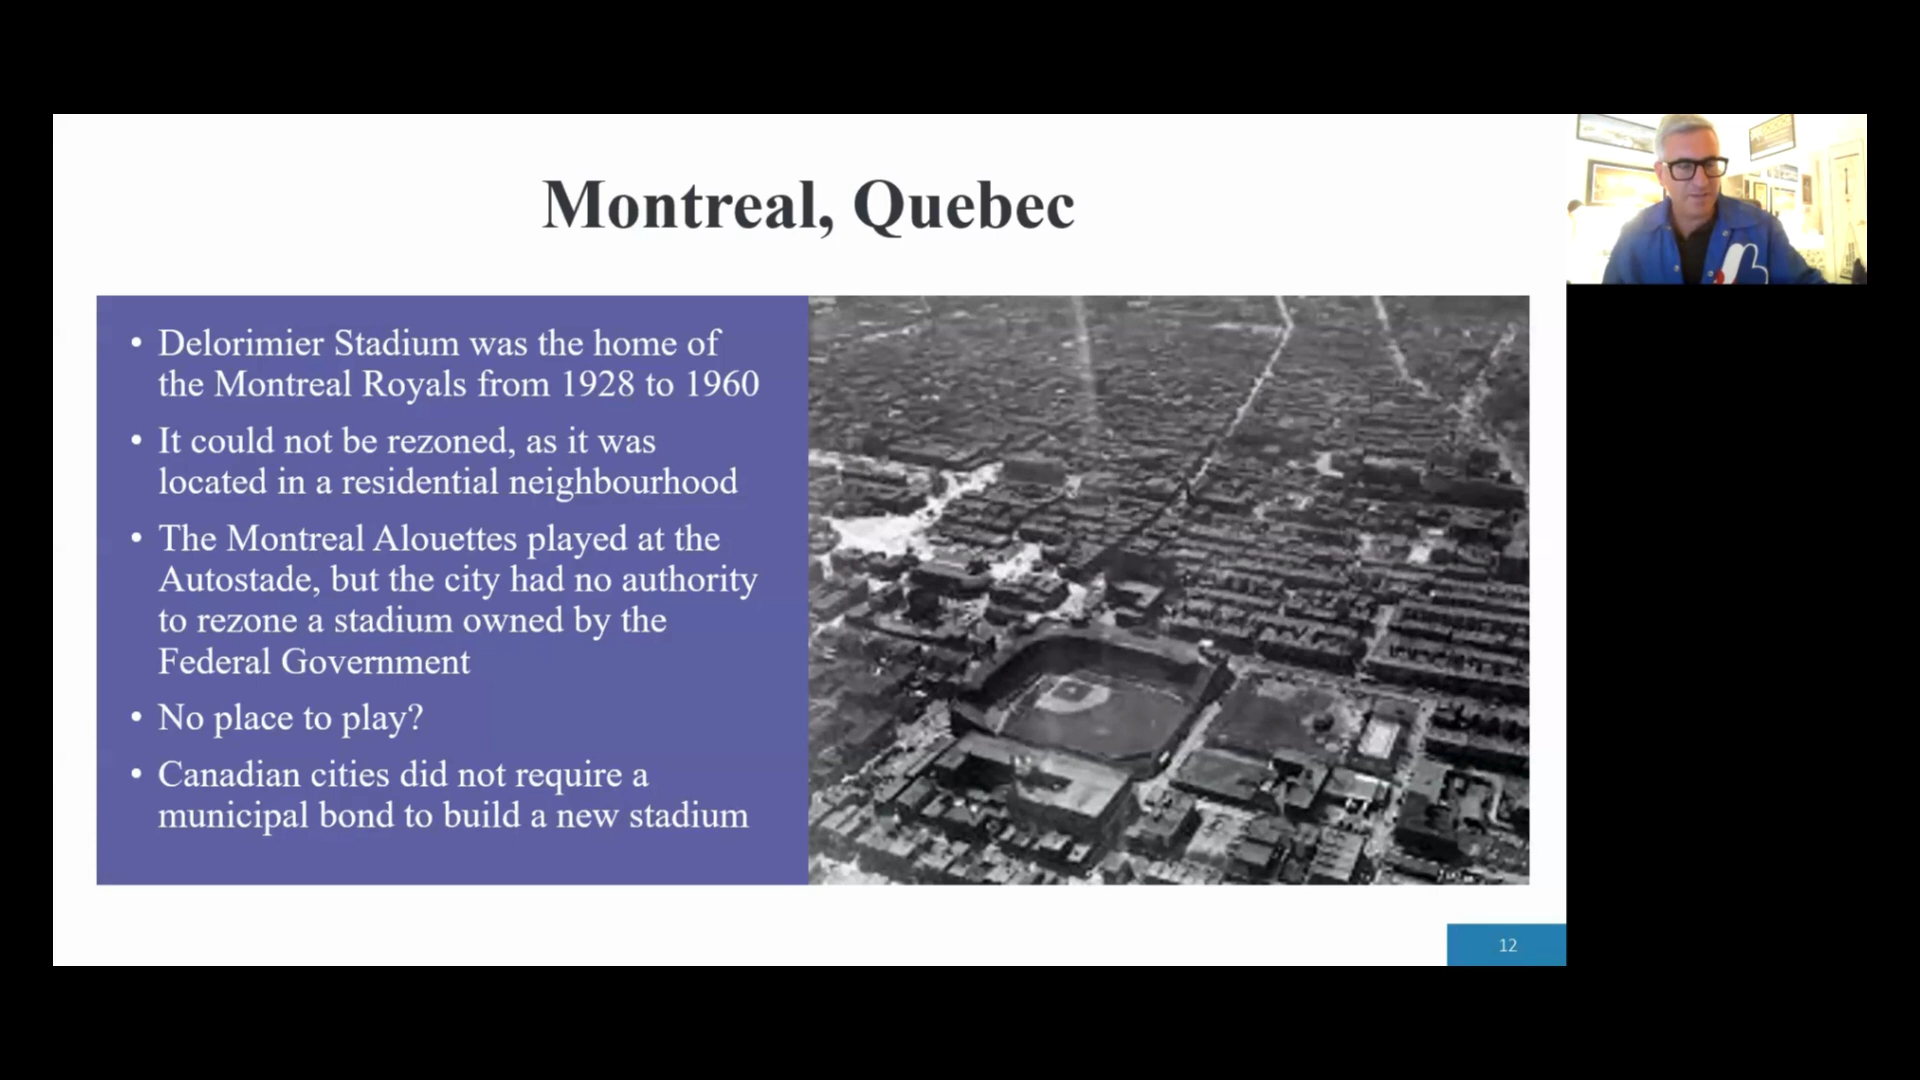 Montreal, Quebec
• Delorimier Stadium was the home of
the Montreal Royals from 1928 to 1960
• It could not be rezoned, as it was
located in a residential neighbourhood
• The Montreal Alouettes played at the
Autostade, but the city had no authority
to rezone a stadium owned by the
Federal Government
• No place to play?
• Canadian cities did not require a
municipal bond to build a new stadium
12